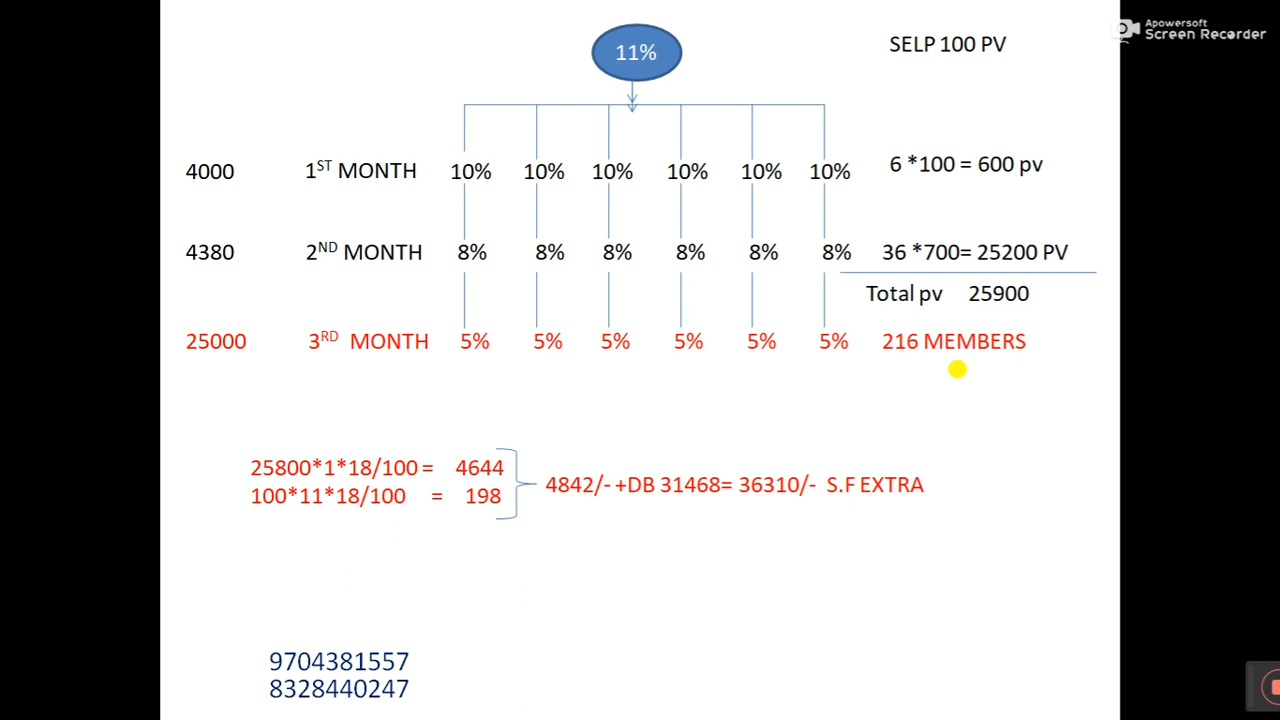 Apowersoft
Screen Recorder
11%
SELP 100 PV
4000 1ST MONTH 10% 10% 10% 10% 10% 10% 6 *100 = 600 pv
4380 2ND MONTH 8% 8% 8% 8% 8% 8% 36 *700= 25200 PV
Total pv 25900
25000 3RD MONTH 5% 5% 5% 5% 5% 5% 216 MEMBERS
25800*1*18/100 = 4644
100*11*18/100 = 198
4842/- +DB 31468= 36310/- S.F EXTRA
9704381557
8328440247